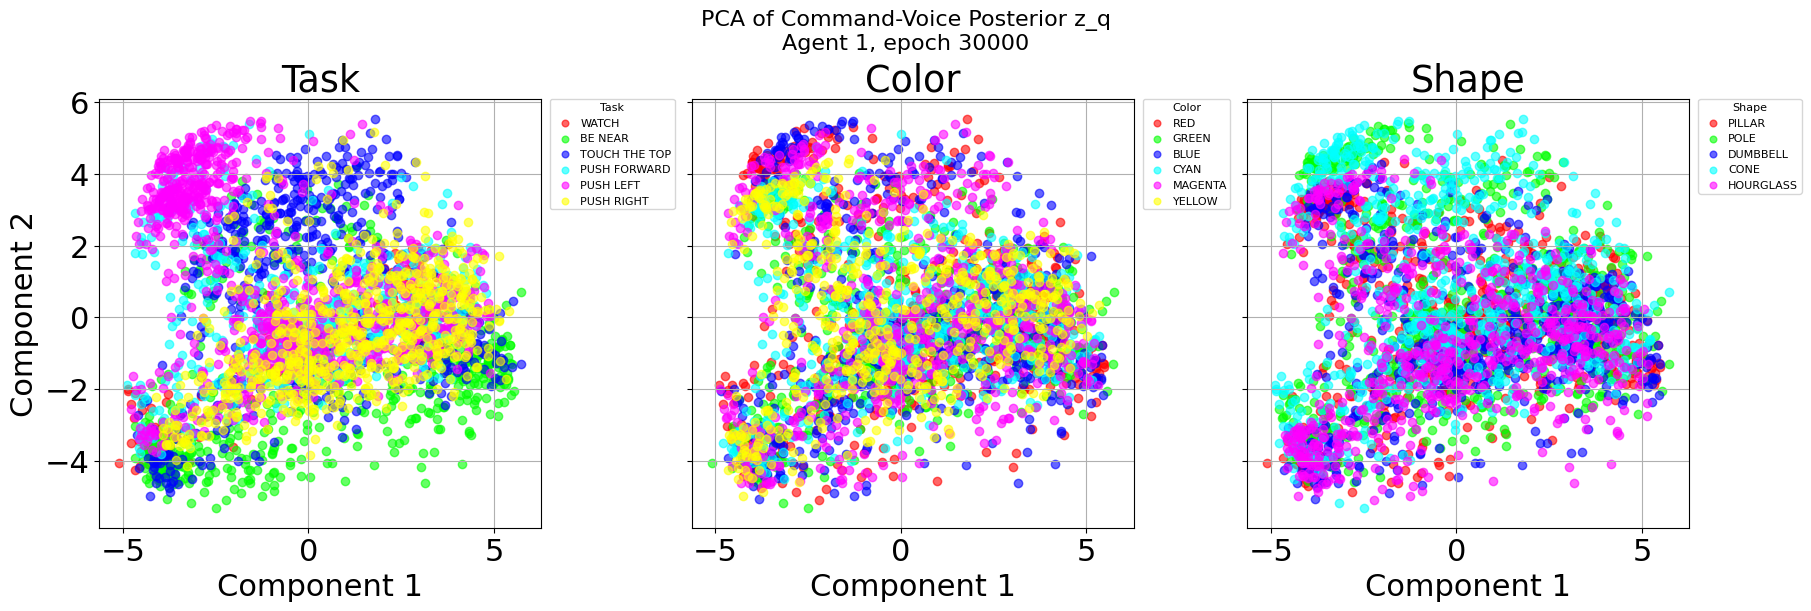 PCA of Command-Voice Posterior z_q
Agent 1, epoch 30000
Task
Component 2
6
4
2
0
−2
−4
−5 0 5
Component 1
Task
WATCH
BE NEAR
TOUCH THE TOP
PUSH FORWARD
PUSH LEFT
PUSH RIGHT
Color
−5 0 5
Component 1
Color
RED
GREEN
BLUE
CYAN
MAGENTA
YELLOW
Shape
−5 0 5
Component 1
Shape
PILLAR
POLE
DUMBBELL
CONE
HOURGLASS